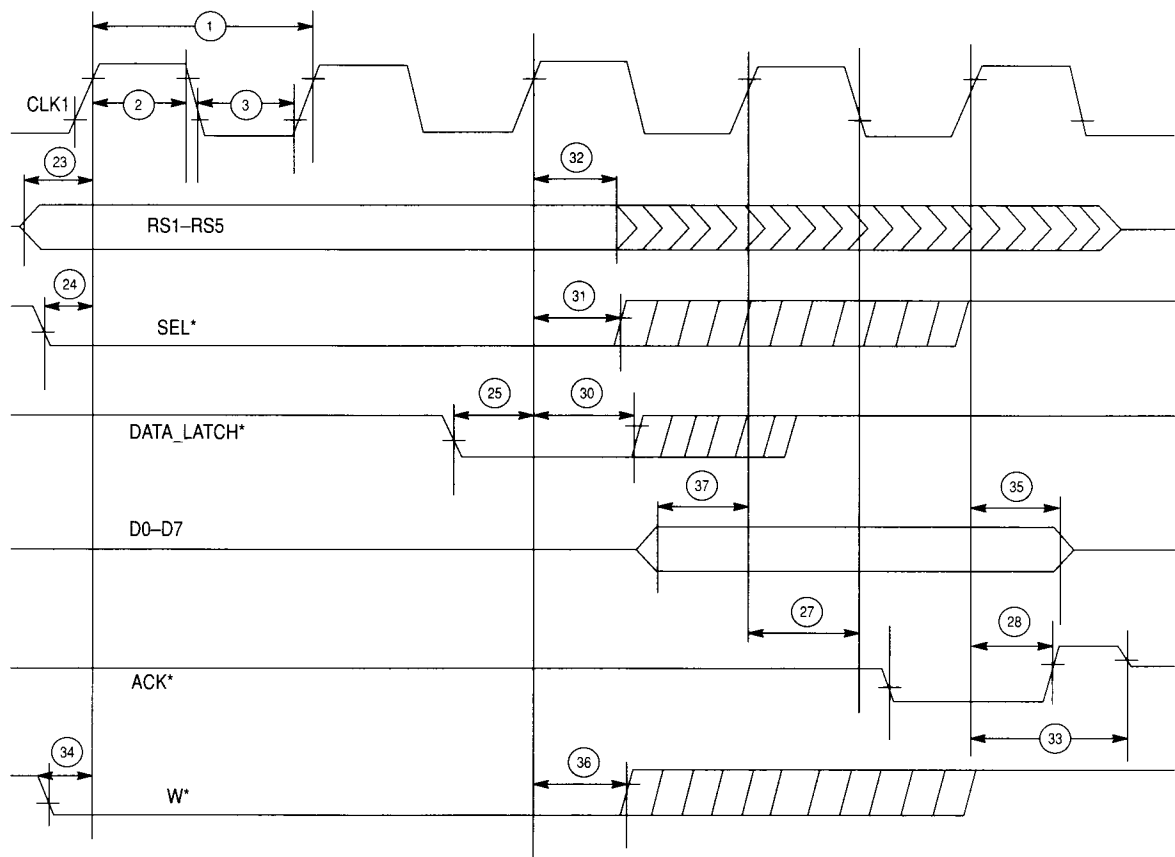 1
CLK1
2
3
23
32
RS1–RS5
24
31
SEL*
25
30
DATA_LATCH*
37
35
D0–D7
27
28
ACK*
33
34
36
W*